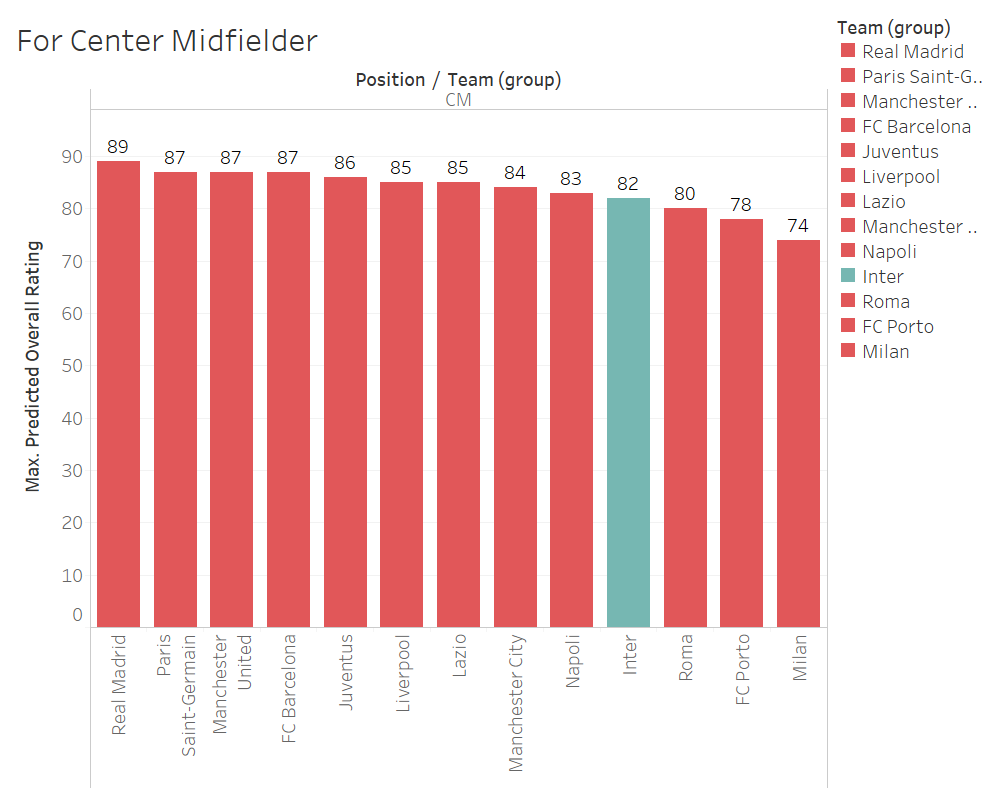 For Center Midfielder
Position / Team (group)
CM
Max. Predicted Overall Rating
90
80
70
60
50
40
30
20
10
0
89
87
87
87
86
85
85
84
83
82
80
78
74
Real Madrid
Paris
Saint-Germain
Manchester
United
FC Barcelona
Juventus
Liverpool
Lazio
Manchester City
Napoli
Inter
Roma
FC Porto
Milan
Team (group)
Real Madrid
Paris Saint-G..
Manchester ..
FC Barcelona
Juventus
Liverpool
Lazio
Manchester ..
Napoli
Inter
Roma
FC Porto
Milan